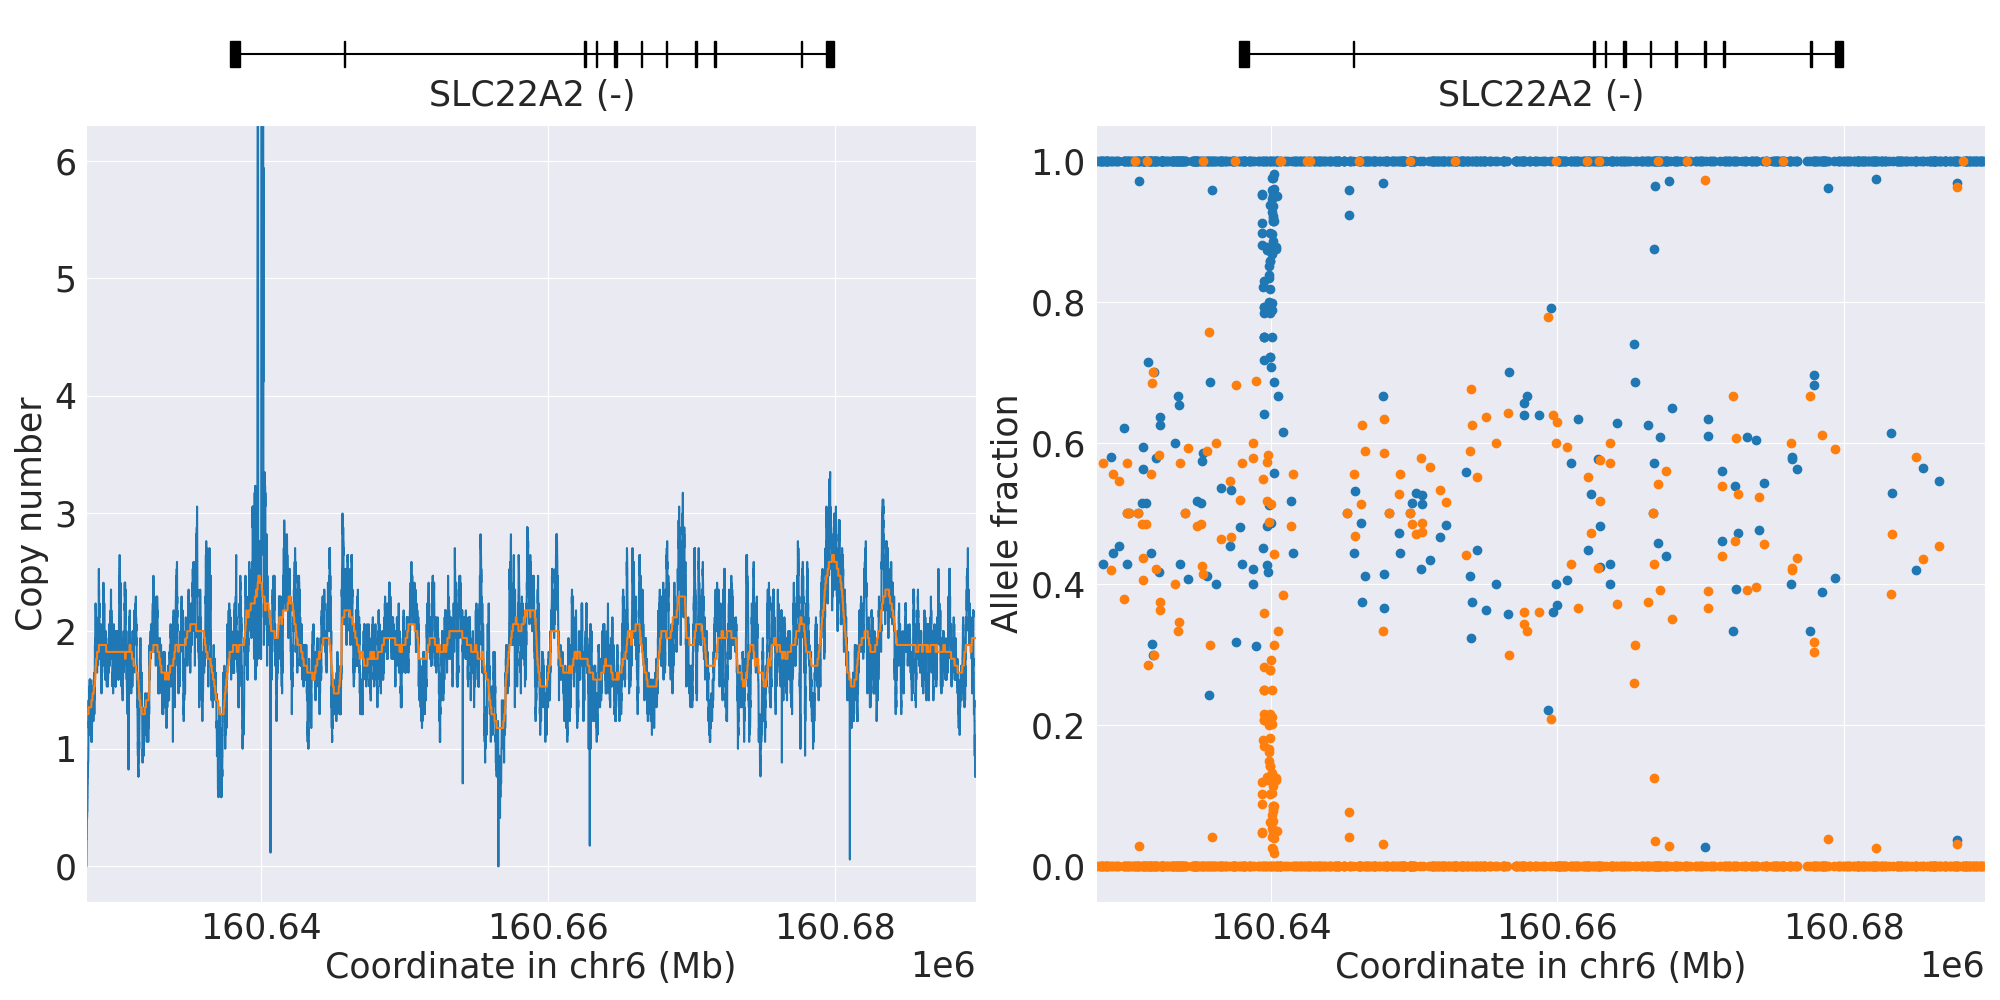 SLC22A2 (-)
6
5
4
3
2
1
0
Copy number
160.64 160.66 160.68
Coordinate in chr6 (Mb) 1e6
SLC22A2 (-)
1.0
0.8
0.6
0.4
0.2
0.0
Allele fraction
160.64 160.66 160.68
Coordinate in chr6 (Mb) 1e6